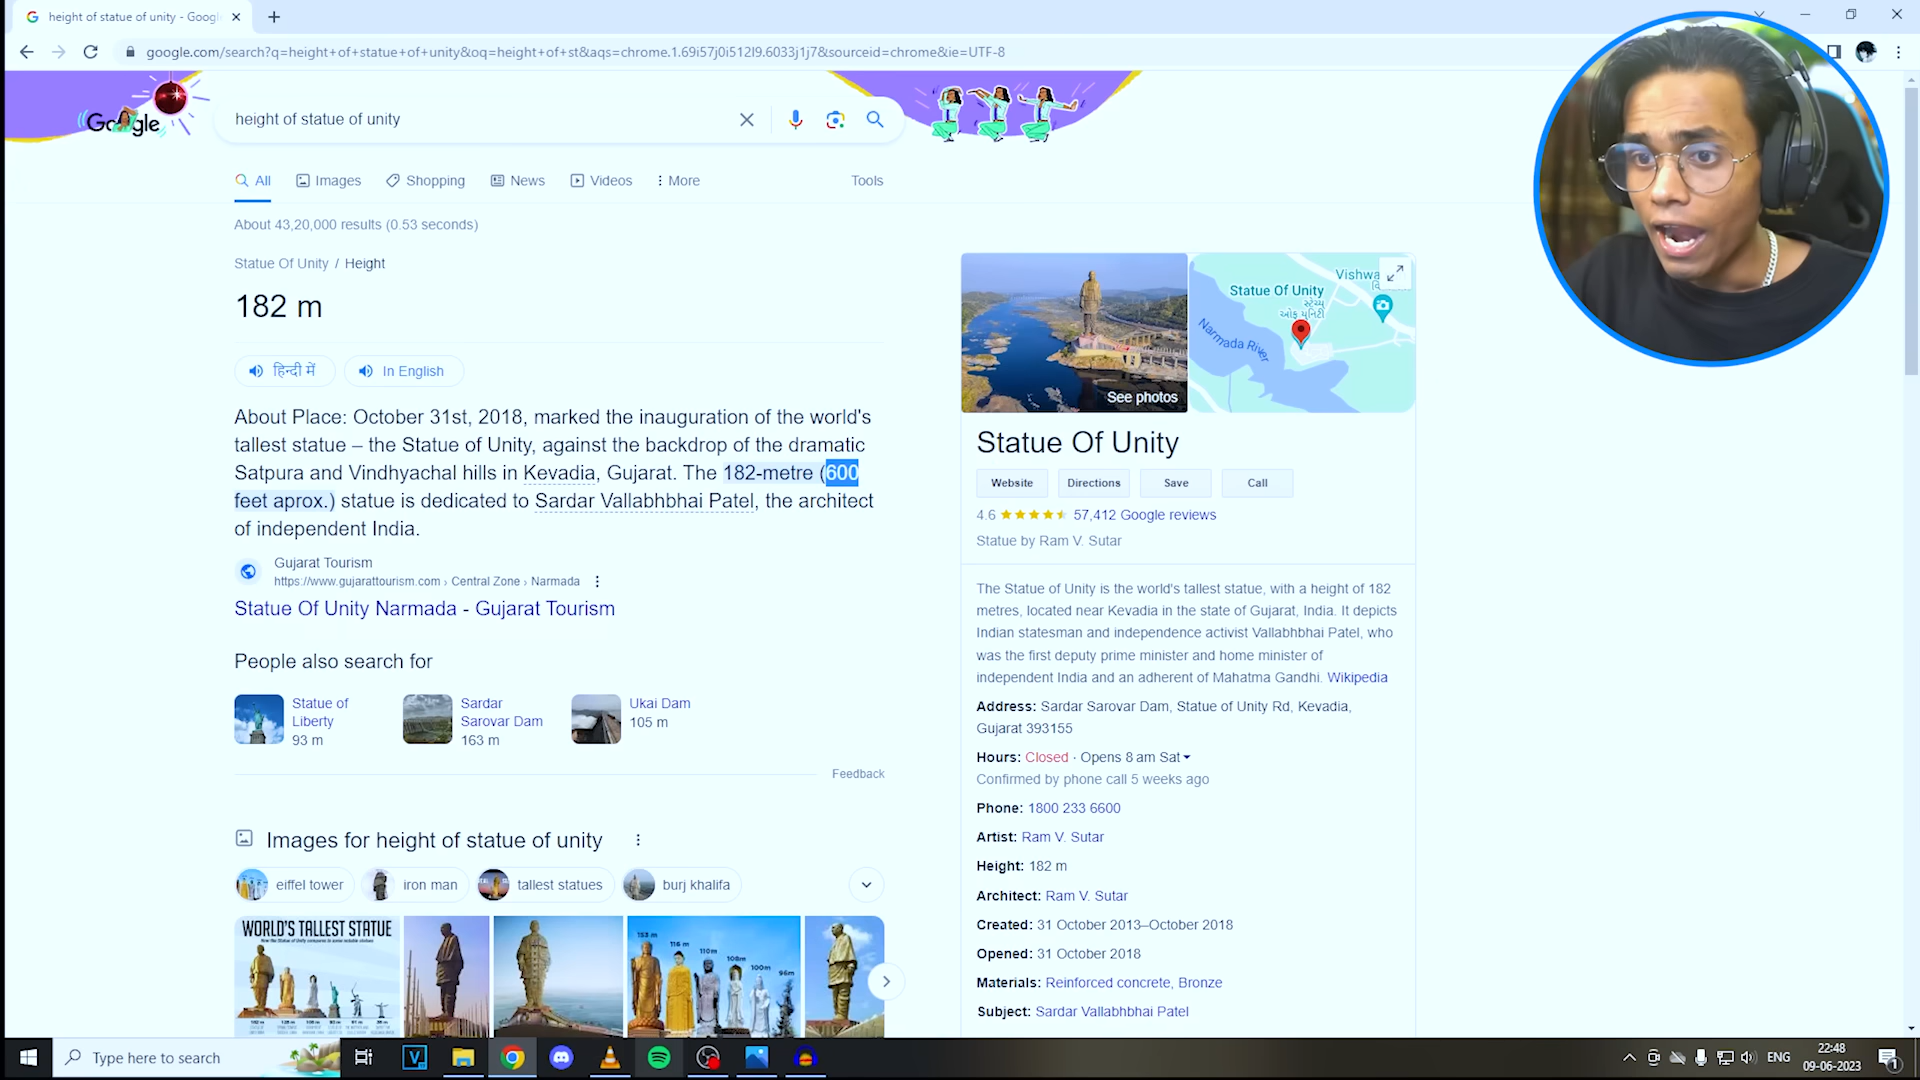 height of statue of unity - Googl
google.com/search?q=height+of+statue+of+unity&oq=height+of+st&aqs=chrome.1.69i57j0i512l9.6033j1j7&sourceid=chrome&ie=UTF-8
Google
height of statue of unity
All Images Shopping News Videos More Tools
About 43,20,000 results (0.53 seconds)
Statue Of Unity / Height
182 m
हिन्दी में In English
About Place: October 31st, 2018, marked the inauguration of the world's
tallest statue – the Statue of Unity, against the backdrop of the dramatic
Satpura and Vindhyachal hills in Kevadia, Gujarat. The 182-metre (600
feet aprox.) statue is dedicated to Sardar Vallabhbhai Patel, the architect
of independent India.
Gujarat Tourism
https://www.gujarattourism.com › Central Zone › Narmada
Statue Of Unity Narmada - Gujarat Tourism
People also search for
Statue of
Liberty
93 m
Sardar
Sarovar Dam
163 m
Ukai Dam
105 m
Feedback
Images for height of statue of unity
eiffel tower iron man tallest statues burj khalifa
WORLD'S TALLEST STATUE
153 m 116 m 110m 108m 100m 96m
See photos
Vishwa
Statue Of Unity
સ્ટેચ્યુ
ઓફ યુનિટી
Narmada River
Statue Of Unity
Website Directions Save Call
4.6 57,412 Google reviews
Statue by Ram V. Sutar
The Statue of Unity is the world's tallest statue, with a height of 182
metres, located near Kevadia in the state of Gujarat, India. It depicts
Indian statesman and independence activist Vallabhbhai Patel, who
was the first deputy prime minister and home minister of
independent India and an adherent of Mahatma Gandhi. Wikipedia
Address: Sardar Sarovar Dam, Statue of Unity Rd, Kevadia,
Gujarat 393155
Hours: Closed · Opens 8 am Sat
Confirmed by phone call 5 weeks ago
Phone: 1800 233 6600
Artist: Ram V. Sutar
Height: 182 m
Architect: Ram V. Sutar
Created: 31 October 2013–October 2018
Opened: 31 October 2018
Materials: Reinforced concrete, Bronze
Subject: Sardar Vallabhbhai Patel
Type here to search
V
ENG
22:48
09-06-2023
1